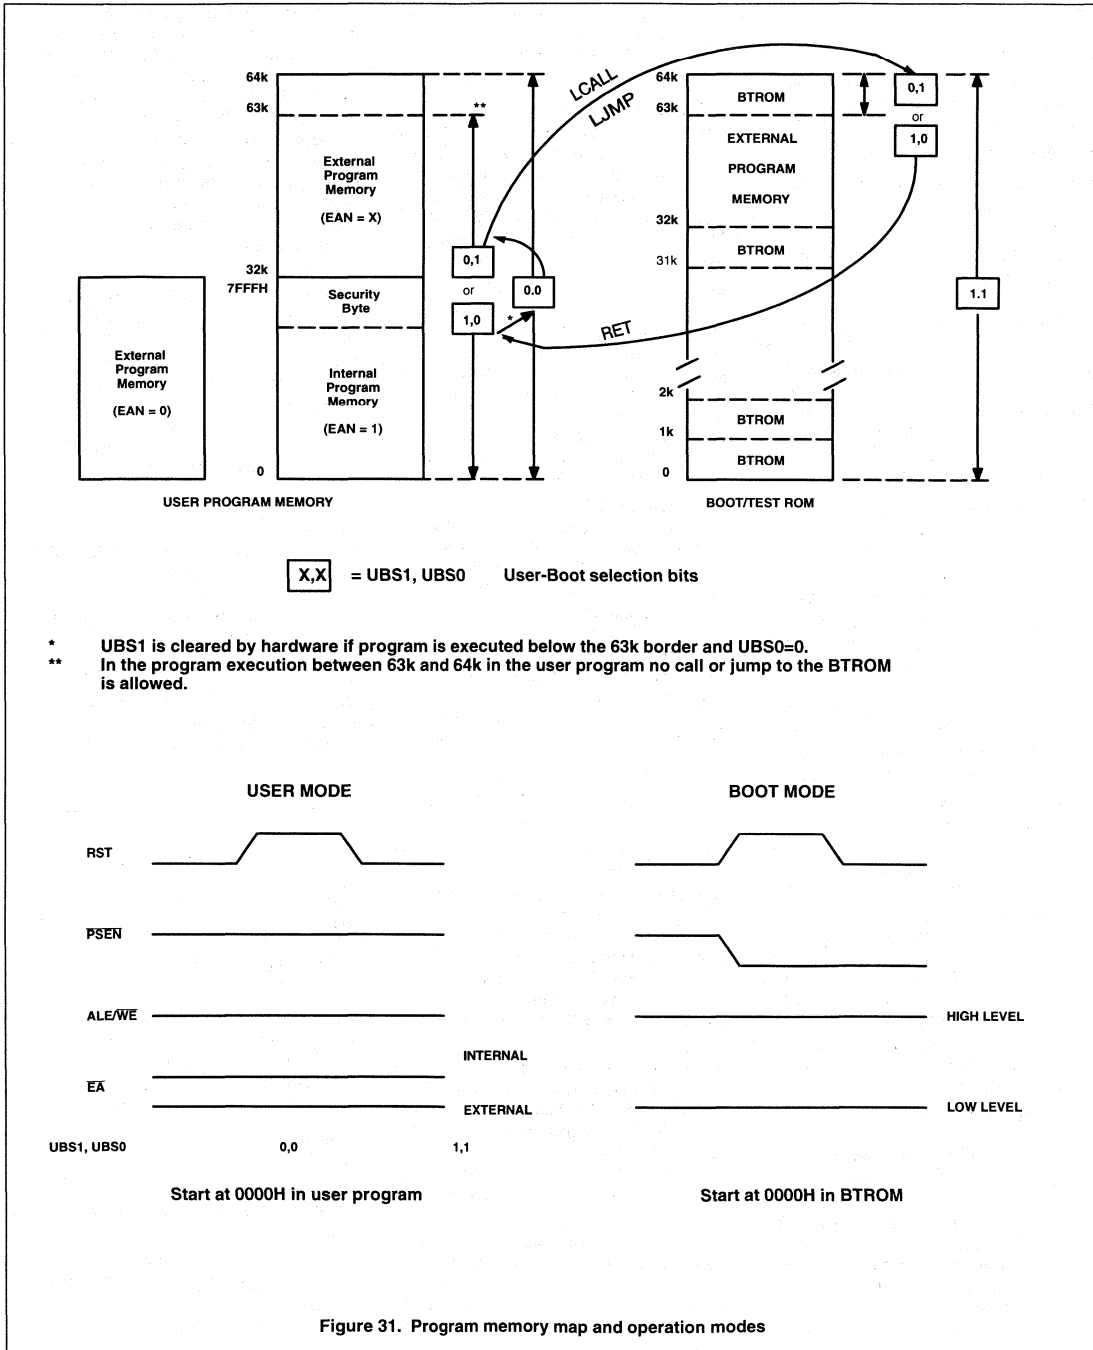 64k
63k
**
External
Program
Memory
(EAN = X)
32k
7FFFH
Security
Byte
External
Program
Memory
(EAN = 0)
Internal
Program
Memory
(EAN = 1)
0
USER PROGRAM MEMORY
0,1
or
1,0
*
0.0
LCALL
LJMP
RET
64k
63k
BTROM
EXTERNAL
PROGRAM
MEMORY
32k
BTROM
31k
2k
BTROM
1k
BTROM
0
BOOT/TEST ROM
0,1
or
1,0
1.1
X,X = UBS1, UBS0 User-Boot selection bits
* UBS1 is cleared by hardware if program is executed below the 63k border and UBS0=0.
** In the program execution between 63k and 64k in the user program no call or jump to the BTROM
is allowed.
USER MODE
BOOT MODE
RST
PSEN
ALE/WE
HIGH LEVEL
INTERNAL
EA
EXTERNAL
LOW LEVEL
UBS1, UBS0 0,0 1,1
Start at 0000H in user program
Start at 0000H in BTROM
Figure 31. Program memory map and operation modes